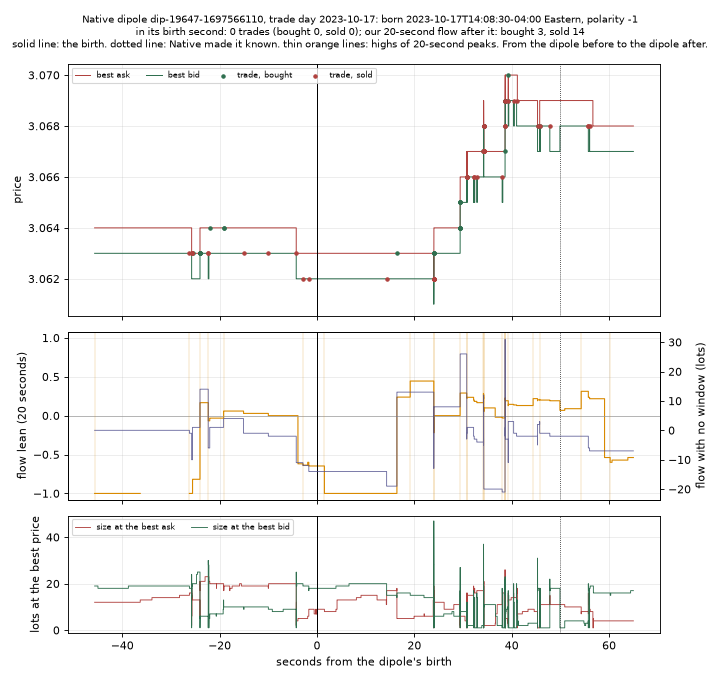 Native dipole dip-19647-1697566110, trade day 2023-10-17: born 2023-10-17T14:08:30-04:00 Eastern, polarity -1
in its birth second: 0 trades (bought 0, sold 0); our 20-second flow after it: bought 3, sold 14
solid line: the birth. dotted line: Native made it known. thin orange lines: highs of 20-second peaks. From the dipole before to the dipole after.
best ask
best bid
trade, bought
trade, sold
3.070
3.068
3.066
3.064
3.062
price
1.0
0.5
0.0
−0.5
−1.0
flow lean (20 seconds)
30
20
10
0
−10
−20
flow with no window (lots)
size at the best ask
size at the best bid
40
20
0
lots at the best price
−40
−20
0
20
40
60
seconds from the dipole's birth